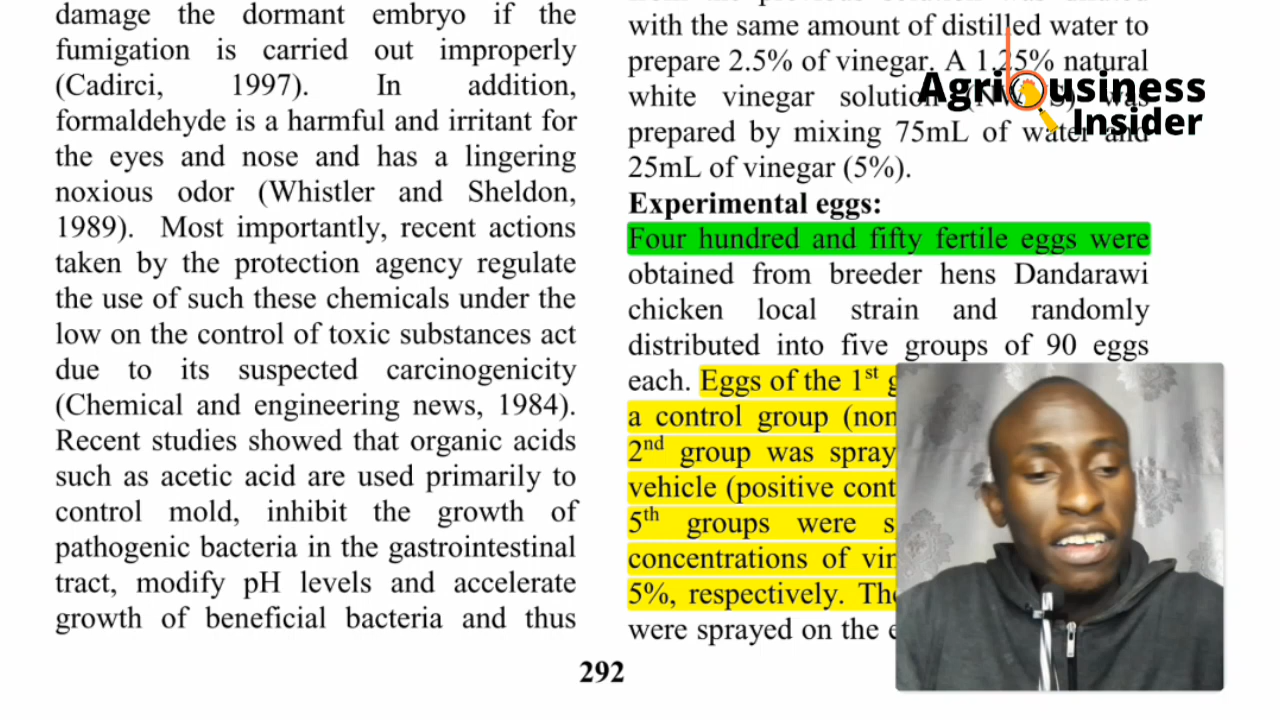 damage the dormant embryo if the
fumigation is carried out improperly
(Cadirci, 1997). In addition,
formaldehyde is a harmful and irritant for
the eyes and nose and has a lingering
noxious odor (Whistler and Sheldon,
1989). Most importantly, recent actions
taken by the protection agency regulate
the use of such these chemicals under the
low on the control of toxic substances act
due to its suspected carcinogenicity
(Chemical and engineering news, 1984).
Recent studies showed that organic acids
such as acetic acid are used primarily to
control mold, inhibit the growth of
pathogenic bacteria in the gastrointestinal
tract, modify pH levels and accelerate
growth of beneficial bacteria and thus
with the same amount of distilled water to
prepare 2.5% of vinegar. A 1.25% natural
white vinegar solution was
prepared by mixing 75mL of water and
25mL of vinegar (5%).
Experimental eggs:
Four hundred and fifty fertile eggs were
obtained from breeder hens Dandarawi
chicken local strain and randomly
distributed into five groups of 90 eggs
each. Eggs of the 1st
a control group
2nd group was
vehicle (positive
5th groups were
concentrations of
5%, respectively.
were sprayed on the
292
Agribusiness
Insider